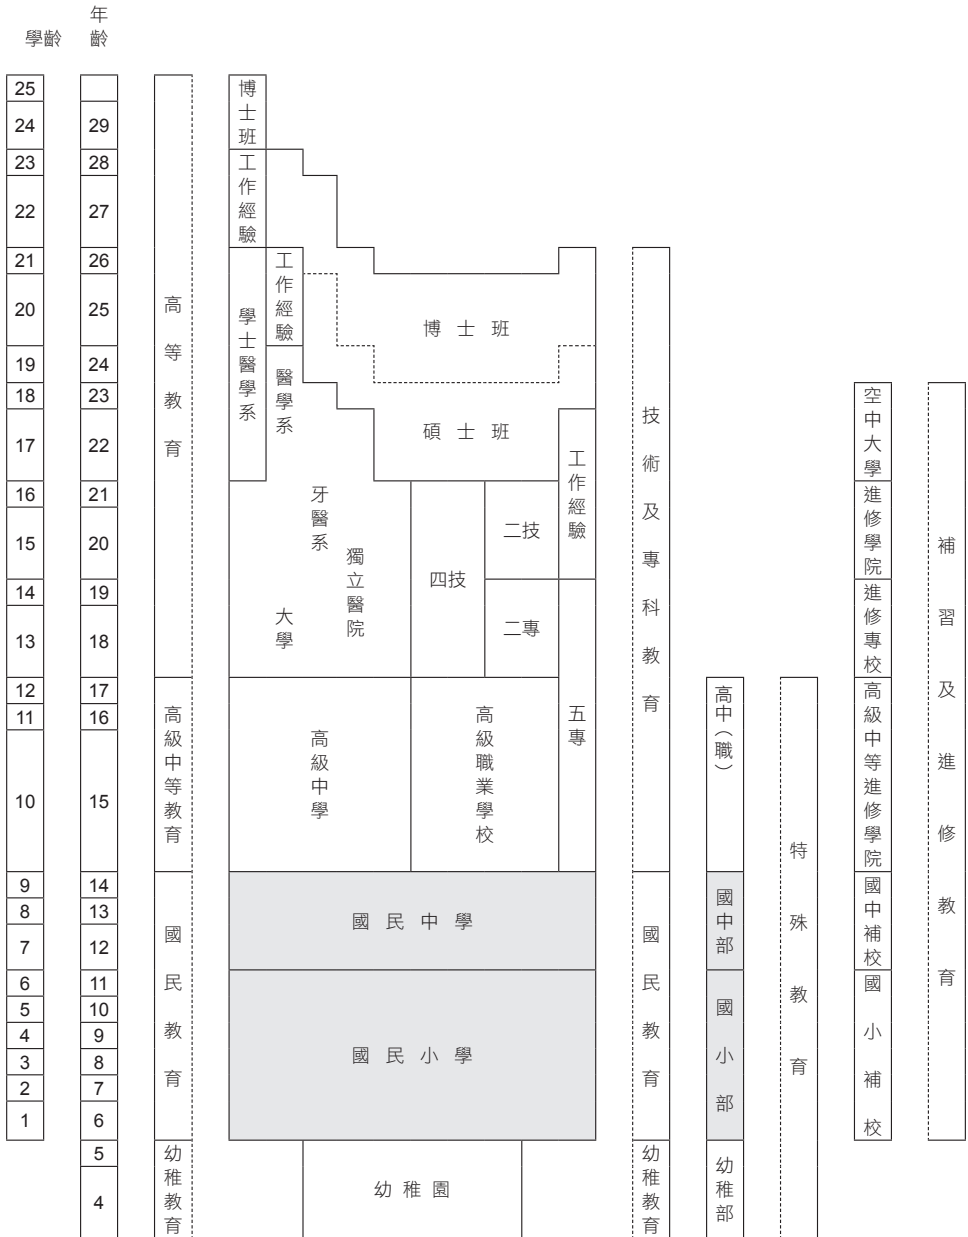 學齡
年齡
25
24
23
22
21
20
19
18
17
16
15
14
13
12
11
10
9
8
7
6
5
4
3
2
1
29
28
27
26
25
24
23
22
21
20
19
18
17
16
15
14
13
12
11
10
9
8
7
6
5
4
高等教育
高級中等教育
國民教育
幼稚教育
博士班
工作經驗
學士醫學系
工作經驗
醫學系
博士班
碩士班
牙醫系
獨立醫院
大學
四技
二技
二專
工作經驗
五專
高級中學
高級職業學校
國民中學
國民小學
幼稚園
技術及專科教育
國民教育
幼稚教育
高中（職）
國中部
國小部
幼稚部
特殊教育
空中大學
進修學院
進修專校
高級中等進修學院
國中補校
國小補校
補習及進修教育